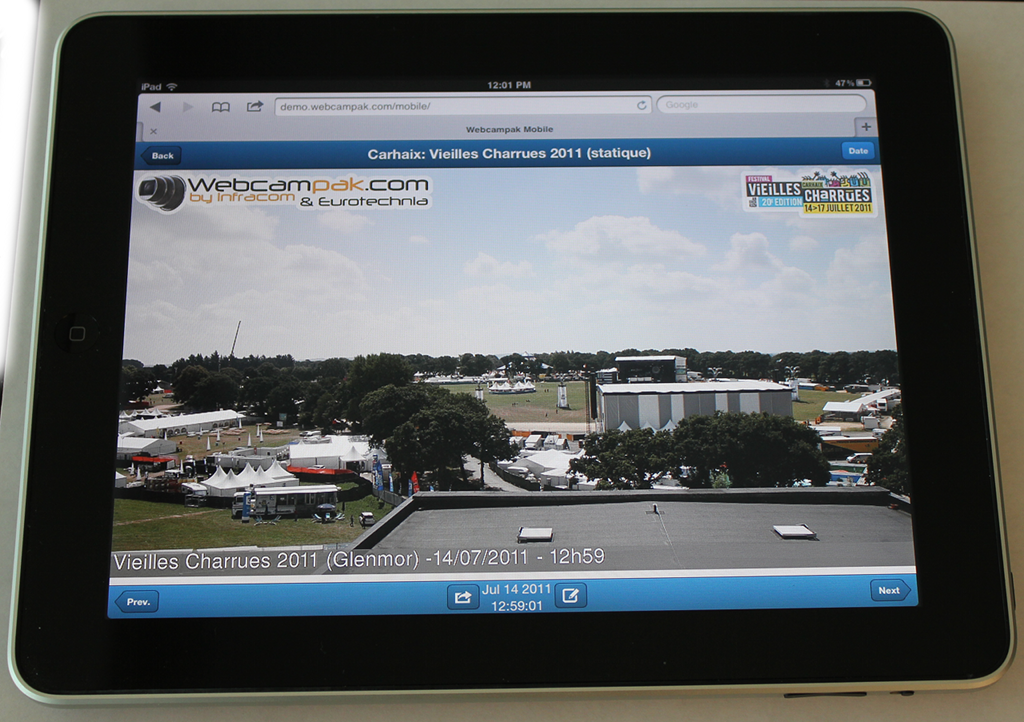 iPad 12:01 PM 47%
demo.webcampak.com/mobile/ Google
Webcampak Mobile
Back Carhaix: Vieilles Charrues 2011 (statique) Date
Webcampak.com
by Infracom & Eurotechnia
FESTIVAL
VIEILLES CARHAIX
20e EDITION CHARRUES
14>17 JUILLET 2011
Vieilles Charrues 2011 (Glenmor) -14/07/2011 - 12h59
Prev. Jul 14 2011 Next
12:59:01